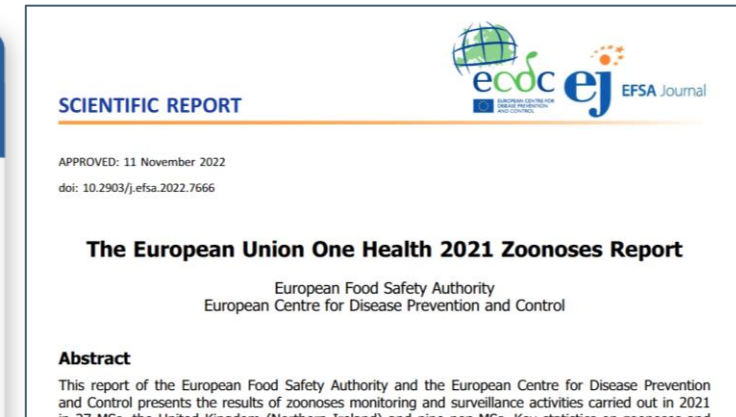 ecdc
EUROPEAN CENTRE FOR
DISEASE PREVENTION
AND CONTROL
ej EFSA Journal
SCIENTIFIC REPORT
APPROVED: 11 November 2022
doi: 10.2903/j.efsa.2022.7666
The European Union One Health 2021 Zoonoses Report
European Food Safety Authority
European Centre for Disease Prevention and Control
Abstract
This report of the European Food Safety Authority and the European Centre for Disease Prevention
and Control presents the results of zoonoses monitoring and surveillance activities carried out in 2021
in 27 MSs, the United Kingdom (Northern Ireland) and nine non-MSs. Key statistics on zoonoses and